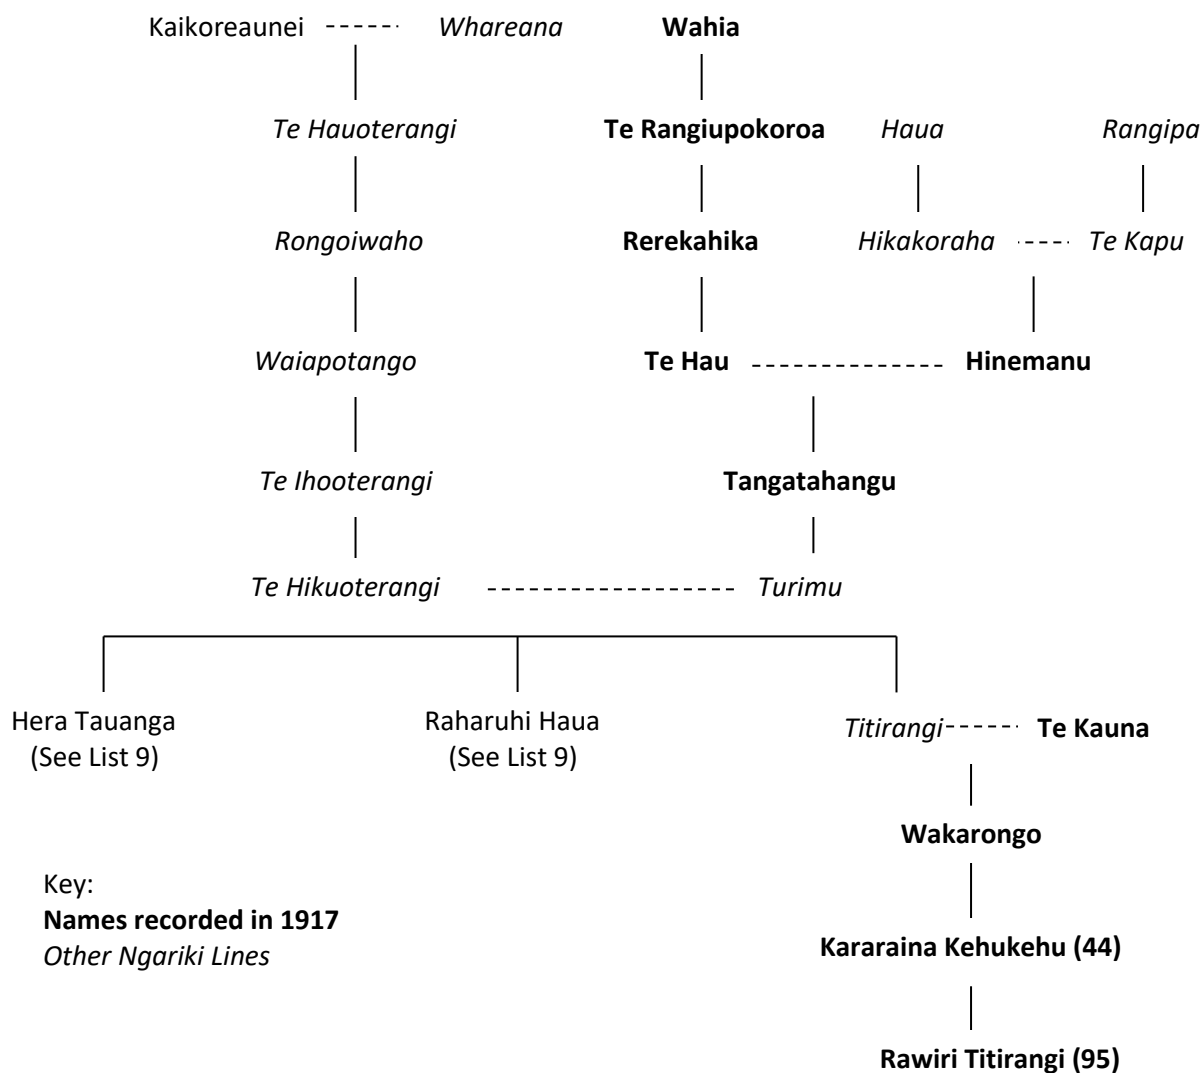 Kaikoreaunei Whareana Wahia
Te Hauoterangi Te Rangiupokoroa Haua Rangipa
Rongoiwaho Rerekahika Hikakoraha Te Kapu
Waiapotango Te Hau Hinemanu
Te Ihooterangi Tangatahangu
Te Hikuoterangi Turimu
Hera Tauanga Raharuhi Haua Titirangi Te Kauna
(See List 9) (See List 9)
Wakarongo
Key:
Names recorded in 1917
Other Ngariki Lines
Kararaina Kehukehu (44)
Rawiri Titirangi (95)